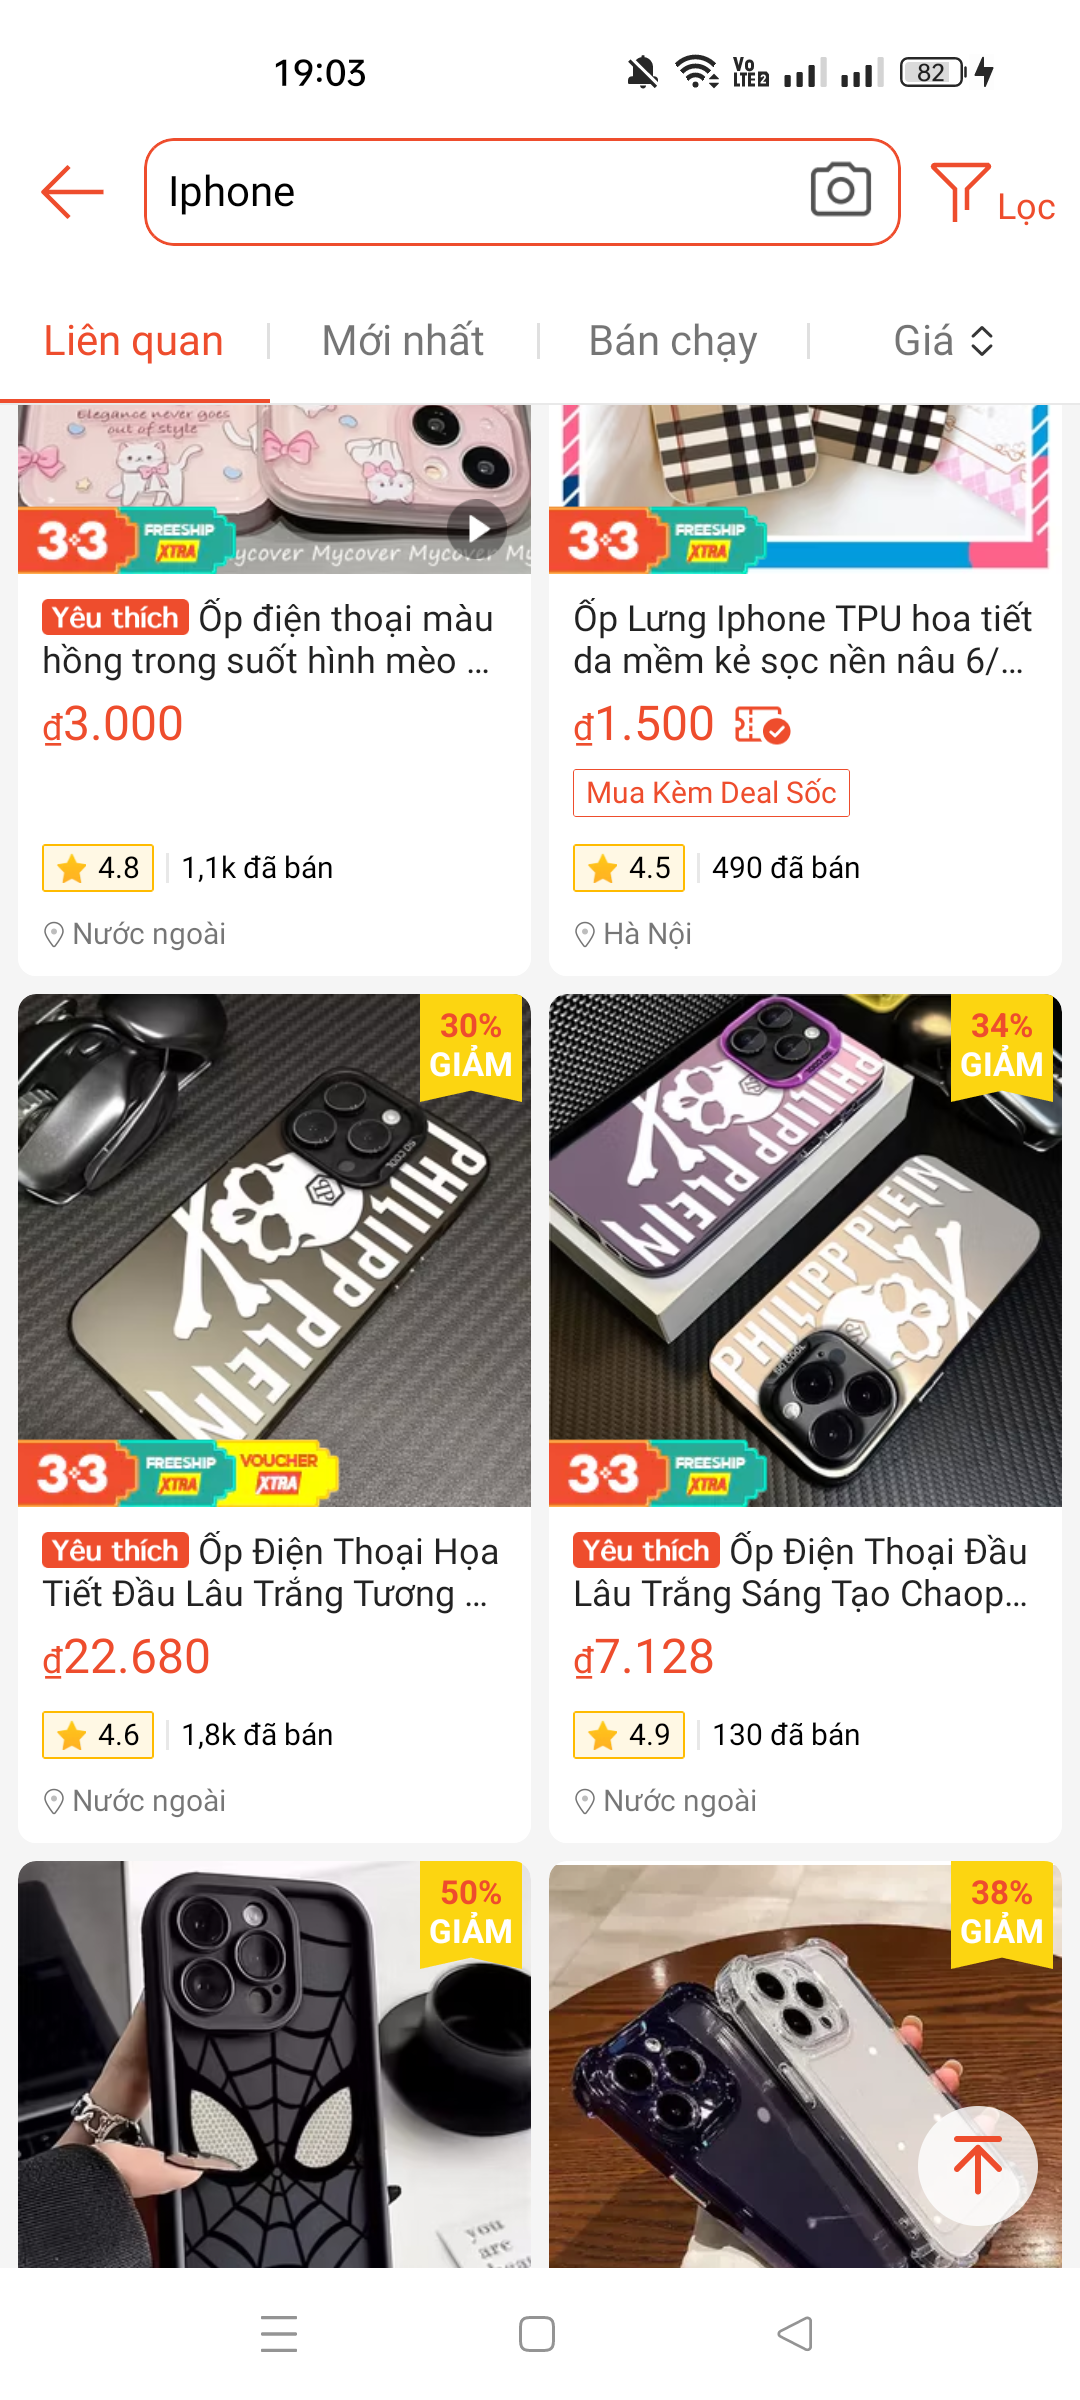 19:03
Vo LTE2
82
Iphone
Lọc
Liên quan
Mới nhất
Bán chạy
Giá
Elegance never goes
out of style
3.3
FREESHIP
XTRA
Mycover Mycover
3.3
FREESHIP
XTRA
Yêu thích Ốp điện thoại màu
hồng trong suốt hình mèo ...
₫3.000
4.8
1,1k đã bán
Nước ngoài
Ốp Lưng Iphone TPU hoa tiết
da mềm kẻ sọc nền nâu 6/...
₫1.500
Mua Kèm Deal Sốc
4.5
490 đã bán
Hà Nội
30%
GIẢM
GO COOL
PHILIPP PLEIN
3.3
FREESHIP
XTRA
VOUCHER
XTRA
34%
GIẢM
PHILIPP PLEIN
PHILIPP PLEIN
GO COOL
3.3
FREESHIP
XTRA
Yêu thích Ốp Điện Thoại Họa
Tiết Đầu Lâu Trắng Tương ...
₫22.680
4.6
1,8k đã bán
Nước ngoài
Yêu thích Ốp Điện Thoại Đầu
Lâu Trắng Sáng Tạo Chaop...
₫7.128
4.9
130 đã bán
Nước ngoài
50%
GIẢM
you
are
38%
GIẢM